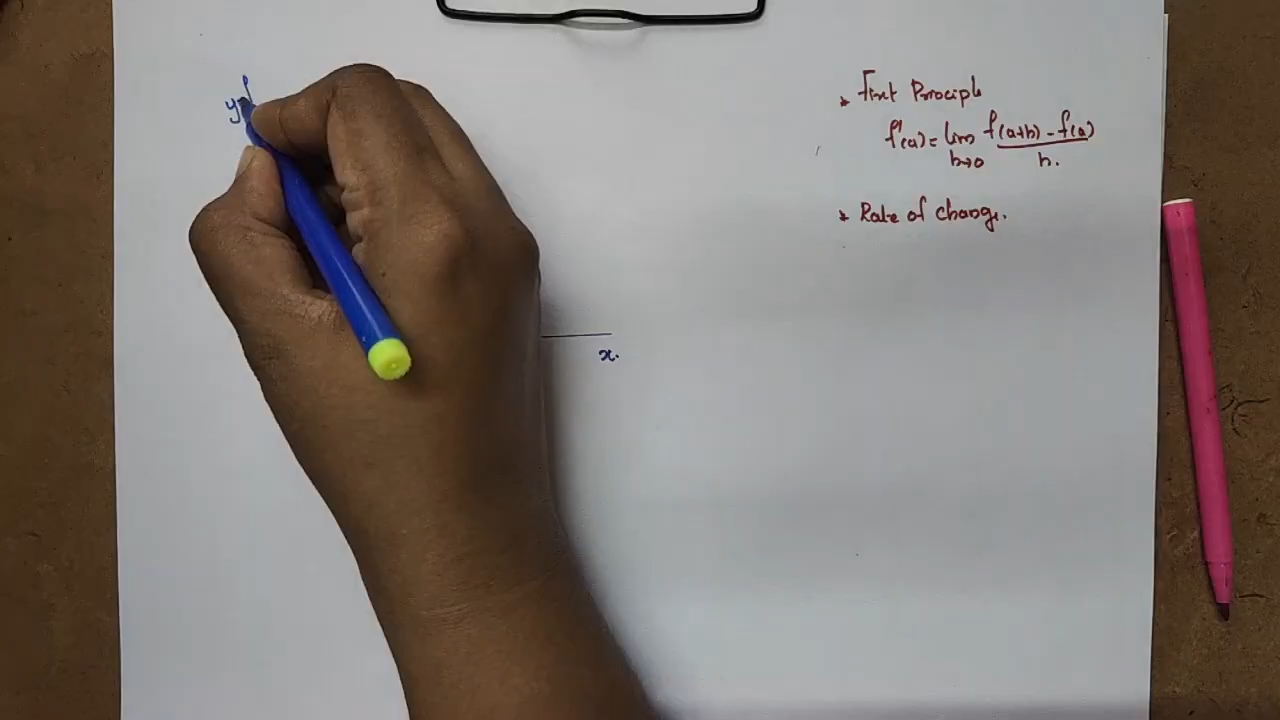 y
x.
* First Principle
f'(a) = lim f(a+h) - f(a)
h→0 h.
* Rate of change.